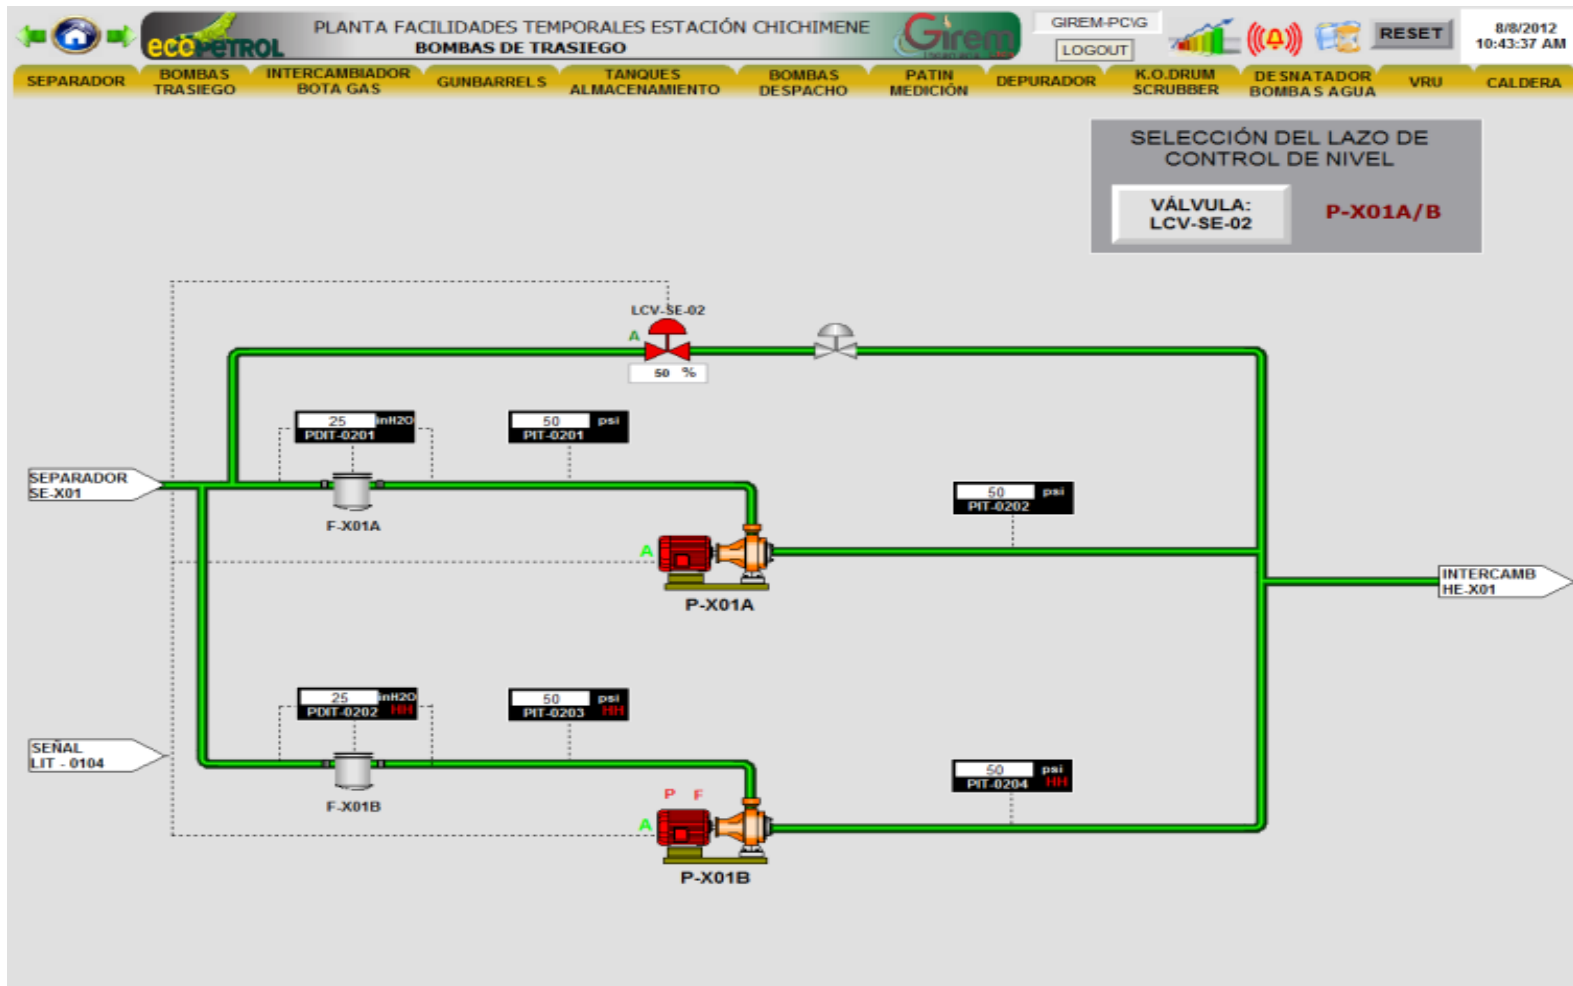 PLANTA FACILIDADES TEMPORALES ESTACIÓN CHICHIMENE
BOMBAS DE TRASIEGO
ecoPETROL
Girem
GIREM-PC\G
LOGOUT
RESET
8/8/2012
10:43:37 AM
SEPARADOR
BOMBAS
TRASIEGO
INTERCAMBIADOR
BOTA GAS
GUNBARRELS
TANQUES
ALMACENAMIENTO
BOMBAS
DESPACHO
PATIN
MEDICIÓN
DEPURADOR
K.O.DRUM
SCRUBBER
DESNATADOR
BOMBAS AGUA
VRU
CALDERA
SELECCIÓN DEL LAZO DE
CONTROL DE NIVEL
VÁLVULA:
LCV-SE-02
P-X01A/B
LCV-SE-02
A
50 %
25 inH2O
PDIT-0201
50 psi
PIT-0201
SEPARADOR
SE-X01
F-X01A
50 psi
PIT-0202
A
P-X01A
INTERCAMB
HE-X01
25 inH2O
PDIT-0202 HH
50 psi
PIT-0203 HH
SEÑAL
LIT - 0104
F-X01B
50 psi
PIT-0204 HH
P F
A
P-X01B